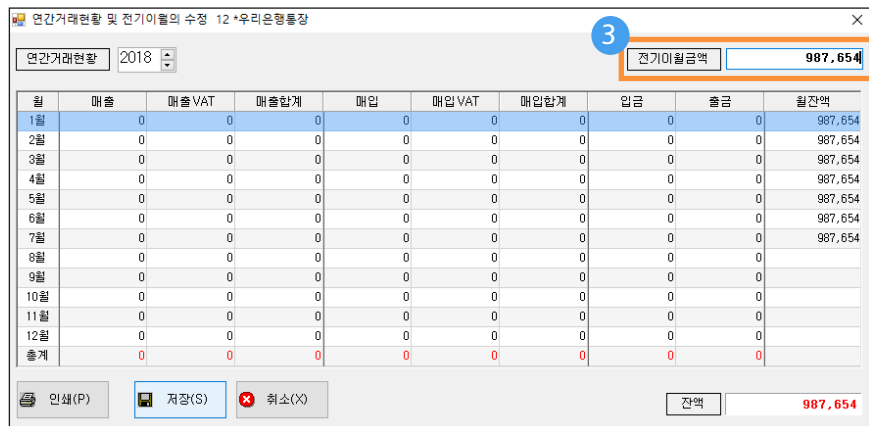 연간거래현황 및 전기이월의 수정 12 *우리은행통장
3
연간거래현황 2018 전기이월금액 987,654
월 매출 매출VAT 매출합계 매입 매입VAT 매입합계 입금 출금 월잔액
1월 0 0 0 0 0 0 0 0 987,654
2월 0 0 0 0 0 0 0 0 987,654
3월 0 0 0 0 0 0 0 0 987,654
4월 0 0 0 0 0 0 0 0 987,654
5월 0 0 0 0 0 0 0 0 987,654
6월 0 0 0 0 0 0 0 0 987,654
7월 0 0 0 0 0 0 0 0 987,654
8월 0 0 0 0 0 0 0 0
9월 0 0 0 0 0 0 0 0
10월 0 0 0 0 0 0 0 0
11월 0 0 0 0 0 0 0 0
12월 0 0 0 0 0 0 0 0
총계 0 0 0 0 0 0 0 0
인쇄(P) 저장(S) 취소(X) 잔액 987,654